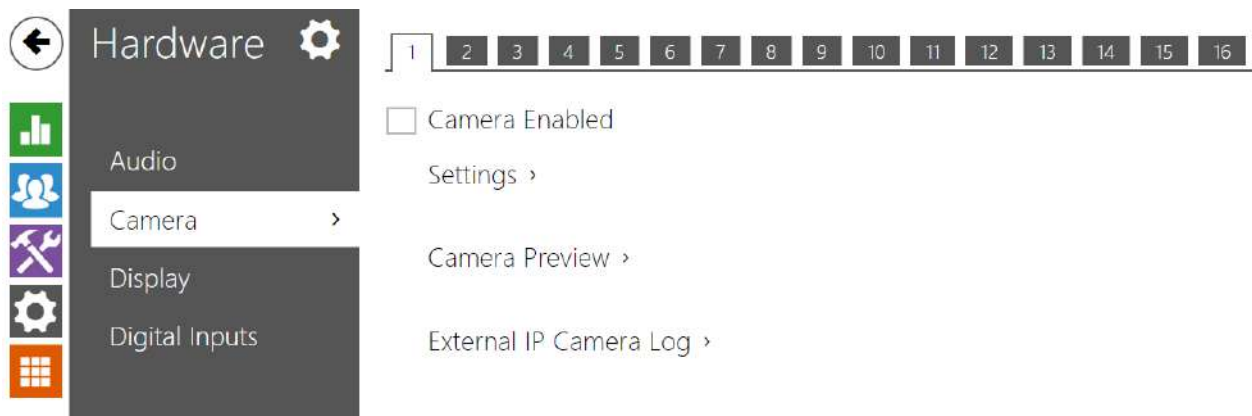 Hardware
1 2 3 4 5 6 7 8 9 10 11 12 13 14 15 16
Audio
Camera ›
Display
Digital Inputs
Camera Enabled
Settings ›
Camera Preview ›
External IP Camera Log ›